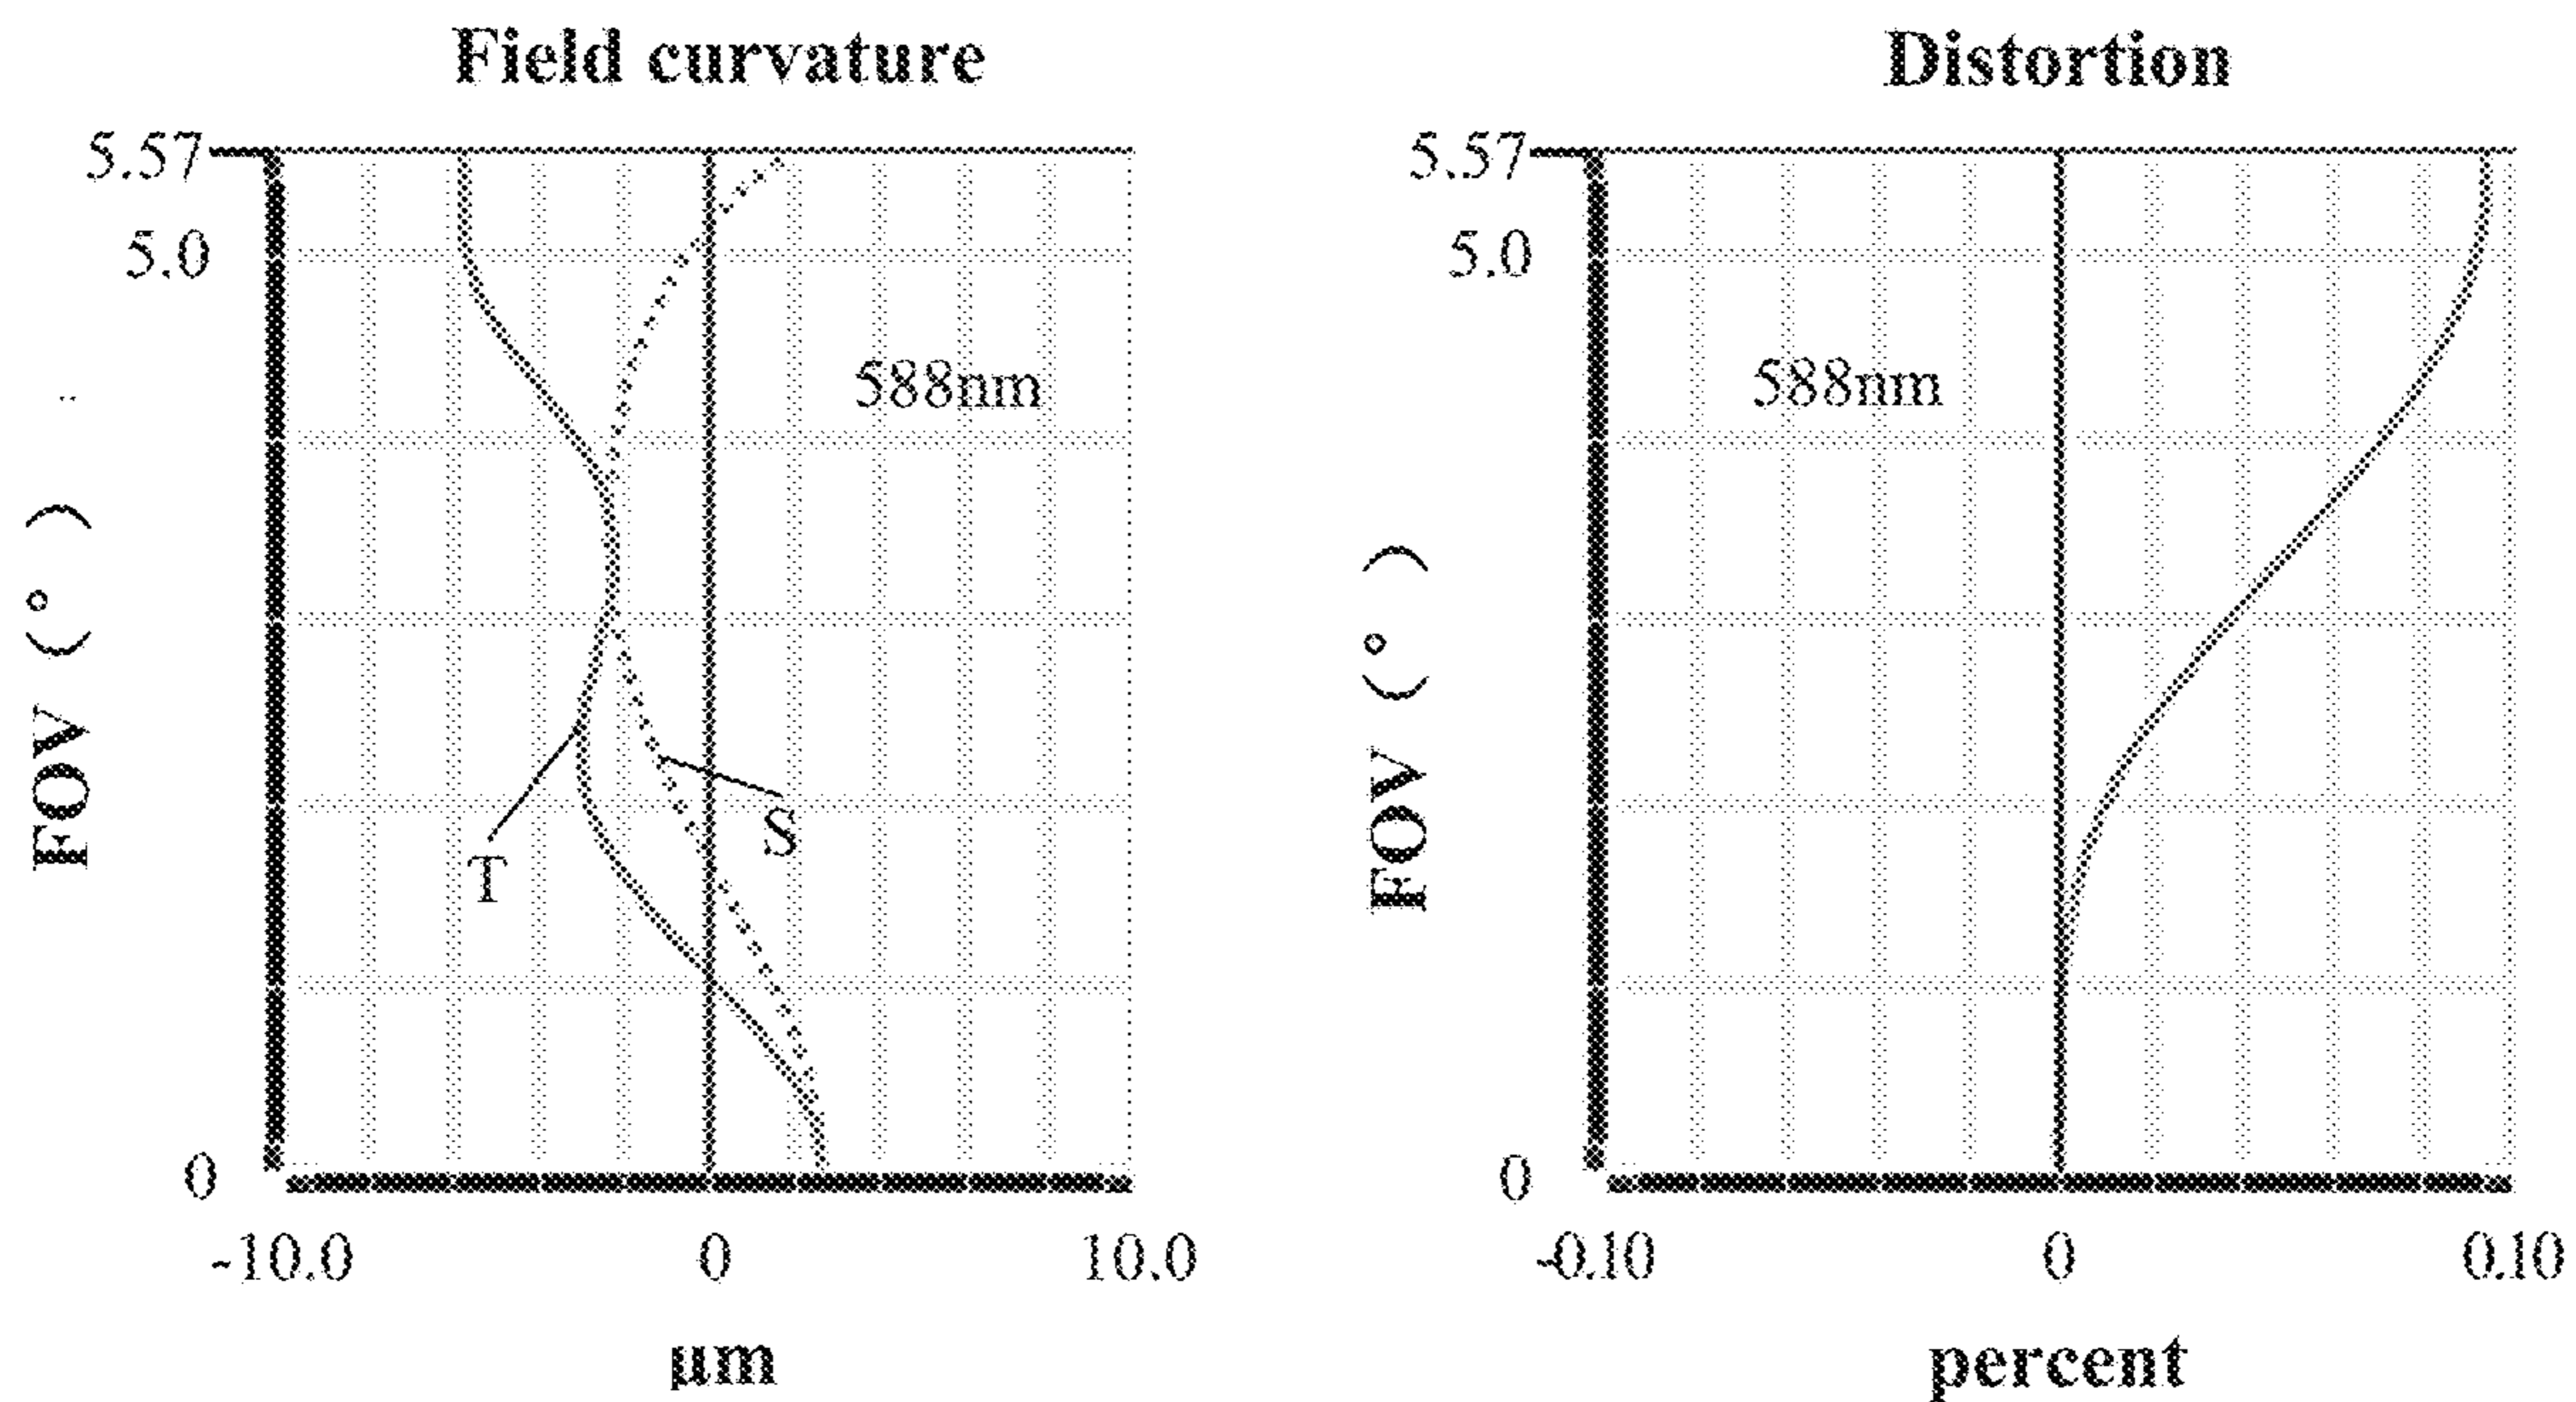 Field curvature
5.57
5.0
588nm
FOV (°)
T
S
0
-10.0 0 10.0
µm
Distortion
5.57
5.0
588nm
FOV (°)
0
-0.10 0 0.10
percent